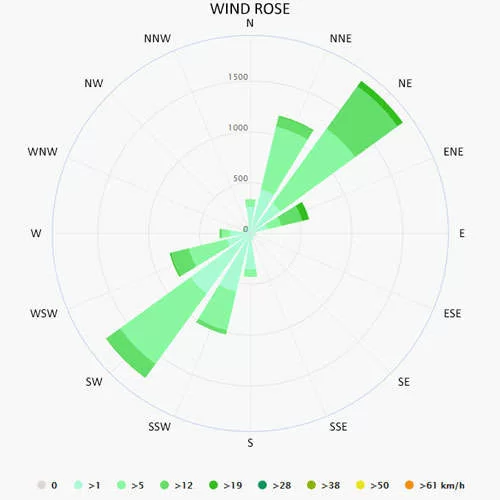 WIND ROSE
N
NNW NNE
NW NE
1500
WNW 1000 ENE
500
W 0 E
WSW ESE
SW SE
SSW SSE
S
0 >1 >5 >12 >19 >28 >38 >50 >61 km/h